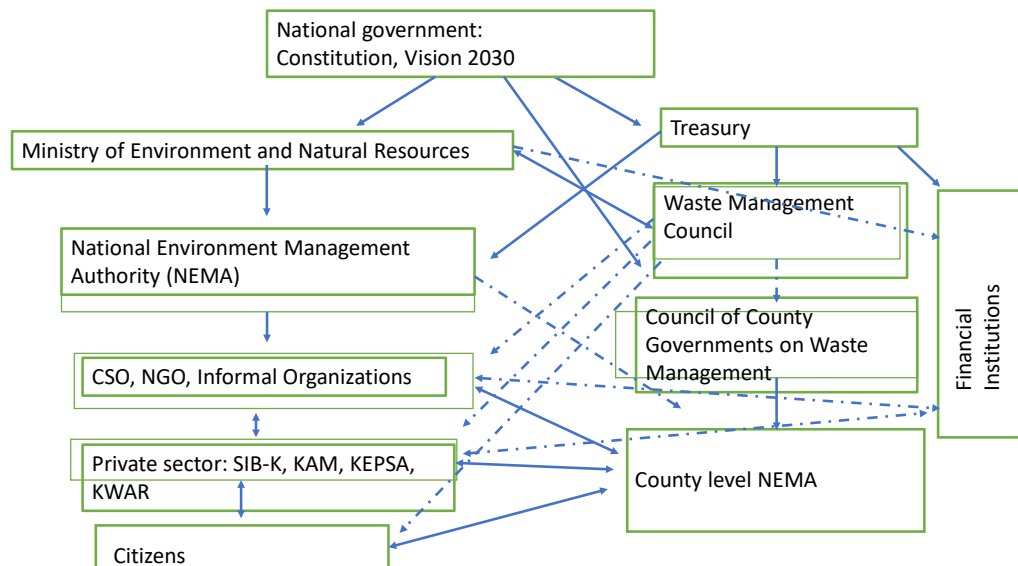 National government:
Constitution, Vision 2030
Treasury
Ministry of Environment and Natural Resources
Waste Management
Council
National Environment Management
Authority (NEMA)
Financial
Institutions
Council of County
Governments on Waste
Management
CSO, NGO, Informal Organizations
Private sector: SIB-K, KAM, KEPSA,
KWAR
County level NEMA
Citizens